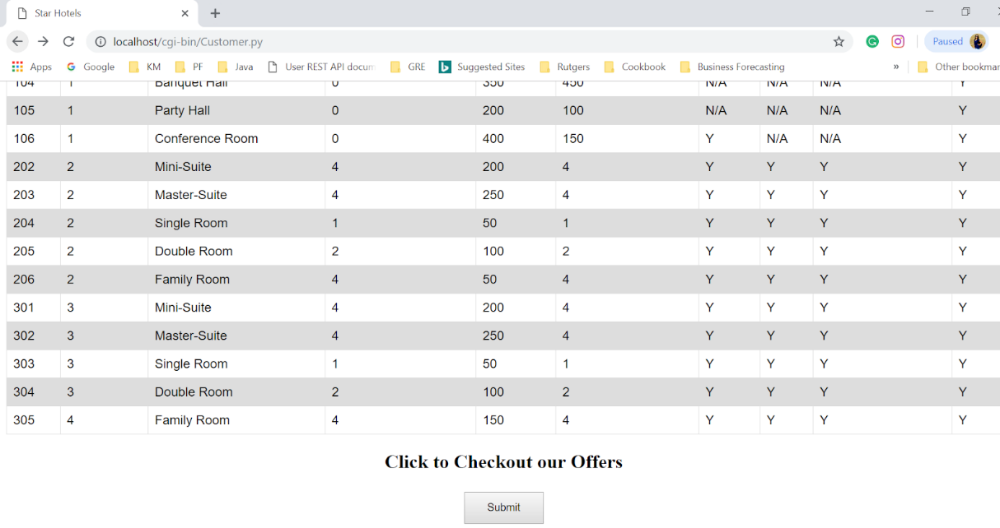 Star Hotels
localhost/cgi-bin/Customer.py
Paused
Apps Google KM PF Java User REST API docum GRE Suggested Sites Rutgers Cookbook Business Forecasting » Other bookmar
104 1 Banquet Hall 0 350 450 N/A N/A N/A Y
105 1 Party Hall 0 200 100 N/A N/A N/A Y
106 1 Conference Room 0 400 150 Y N/A N/A Y
202 2 Mini-Suite 4 200 4 Y Y Y Y
203 2 Master-Suite 4 250 4 Y Y Y Y
204 2 Single Room 1 50 1 Y Y Y Y
205 2 Double Room 2 100 2 Y Y Y Y
206 2 Family Room 4 50 4 Y Y Y Y
301 3 Mini-Suite 4 200 4 Y Y Y Y
302 3 Master-Suite 4 250 4 Y Y Y Y
303 3 Single Room 1 50 1 Y Y Y Y
304 3 Double Room 2 100 2 Y Y Y Y
305 4 Family Room 4 150 4 Y Y Y Y
Click to Checkout our Offers
Submit